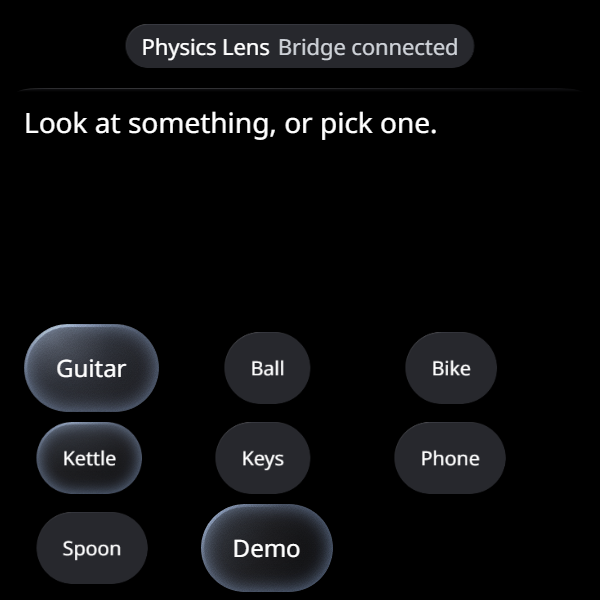 Physics Lens Bridge connected
Look at something, or pick one.
Guitar Ball Bike
Kettle Keys Phone
Spoon Demo